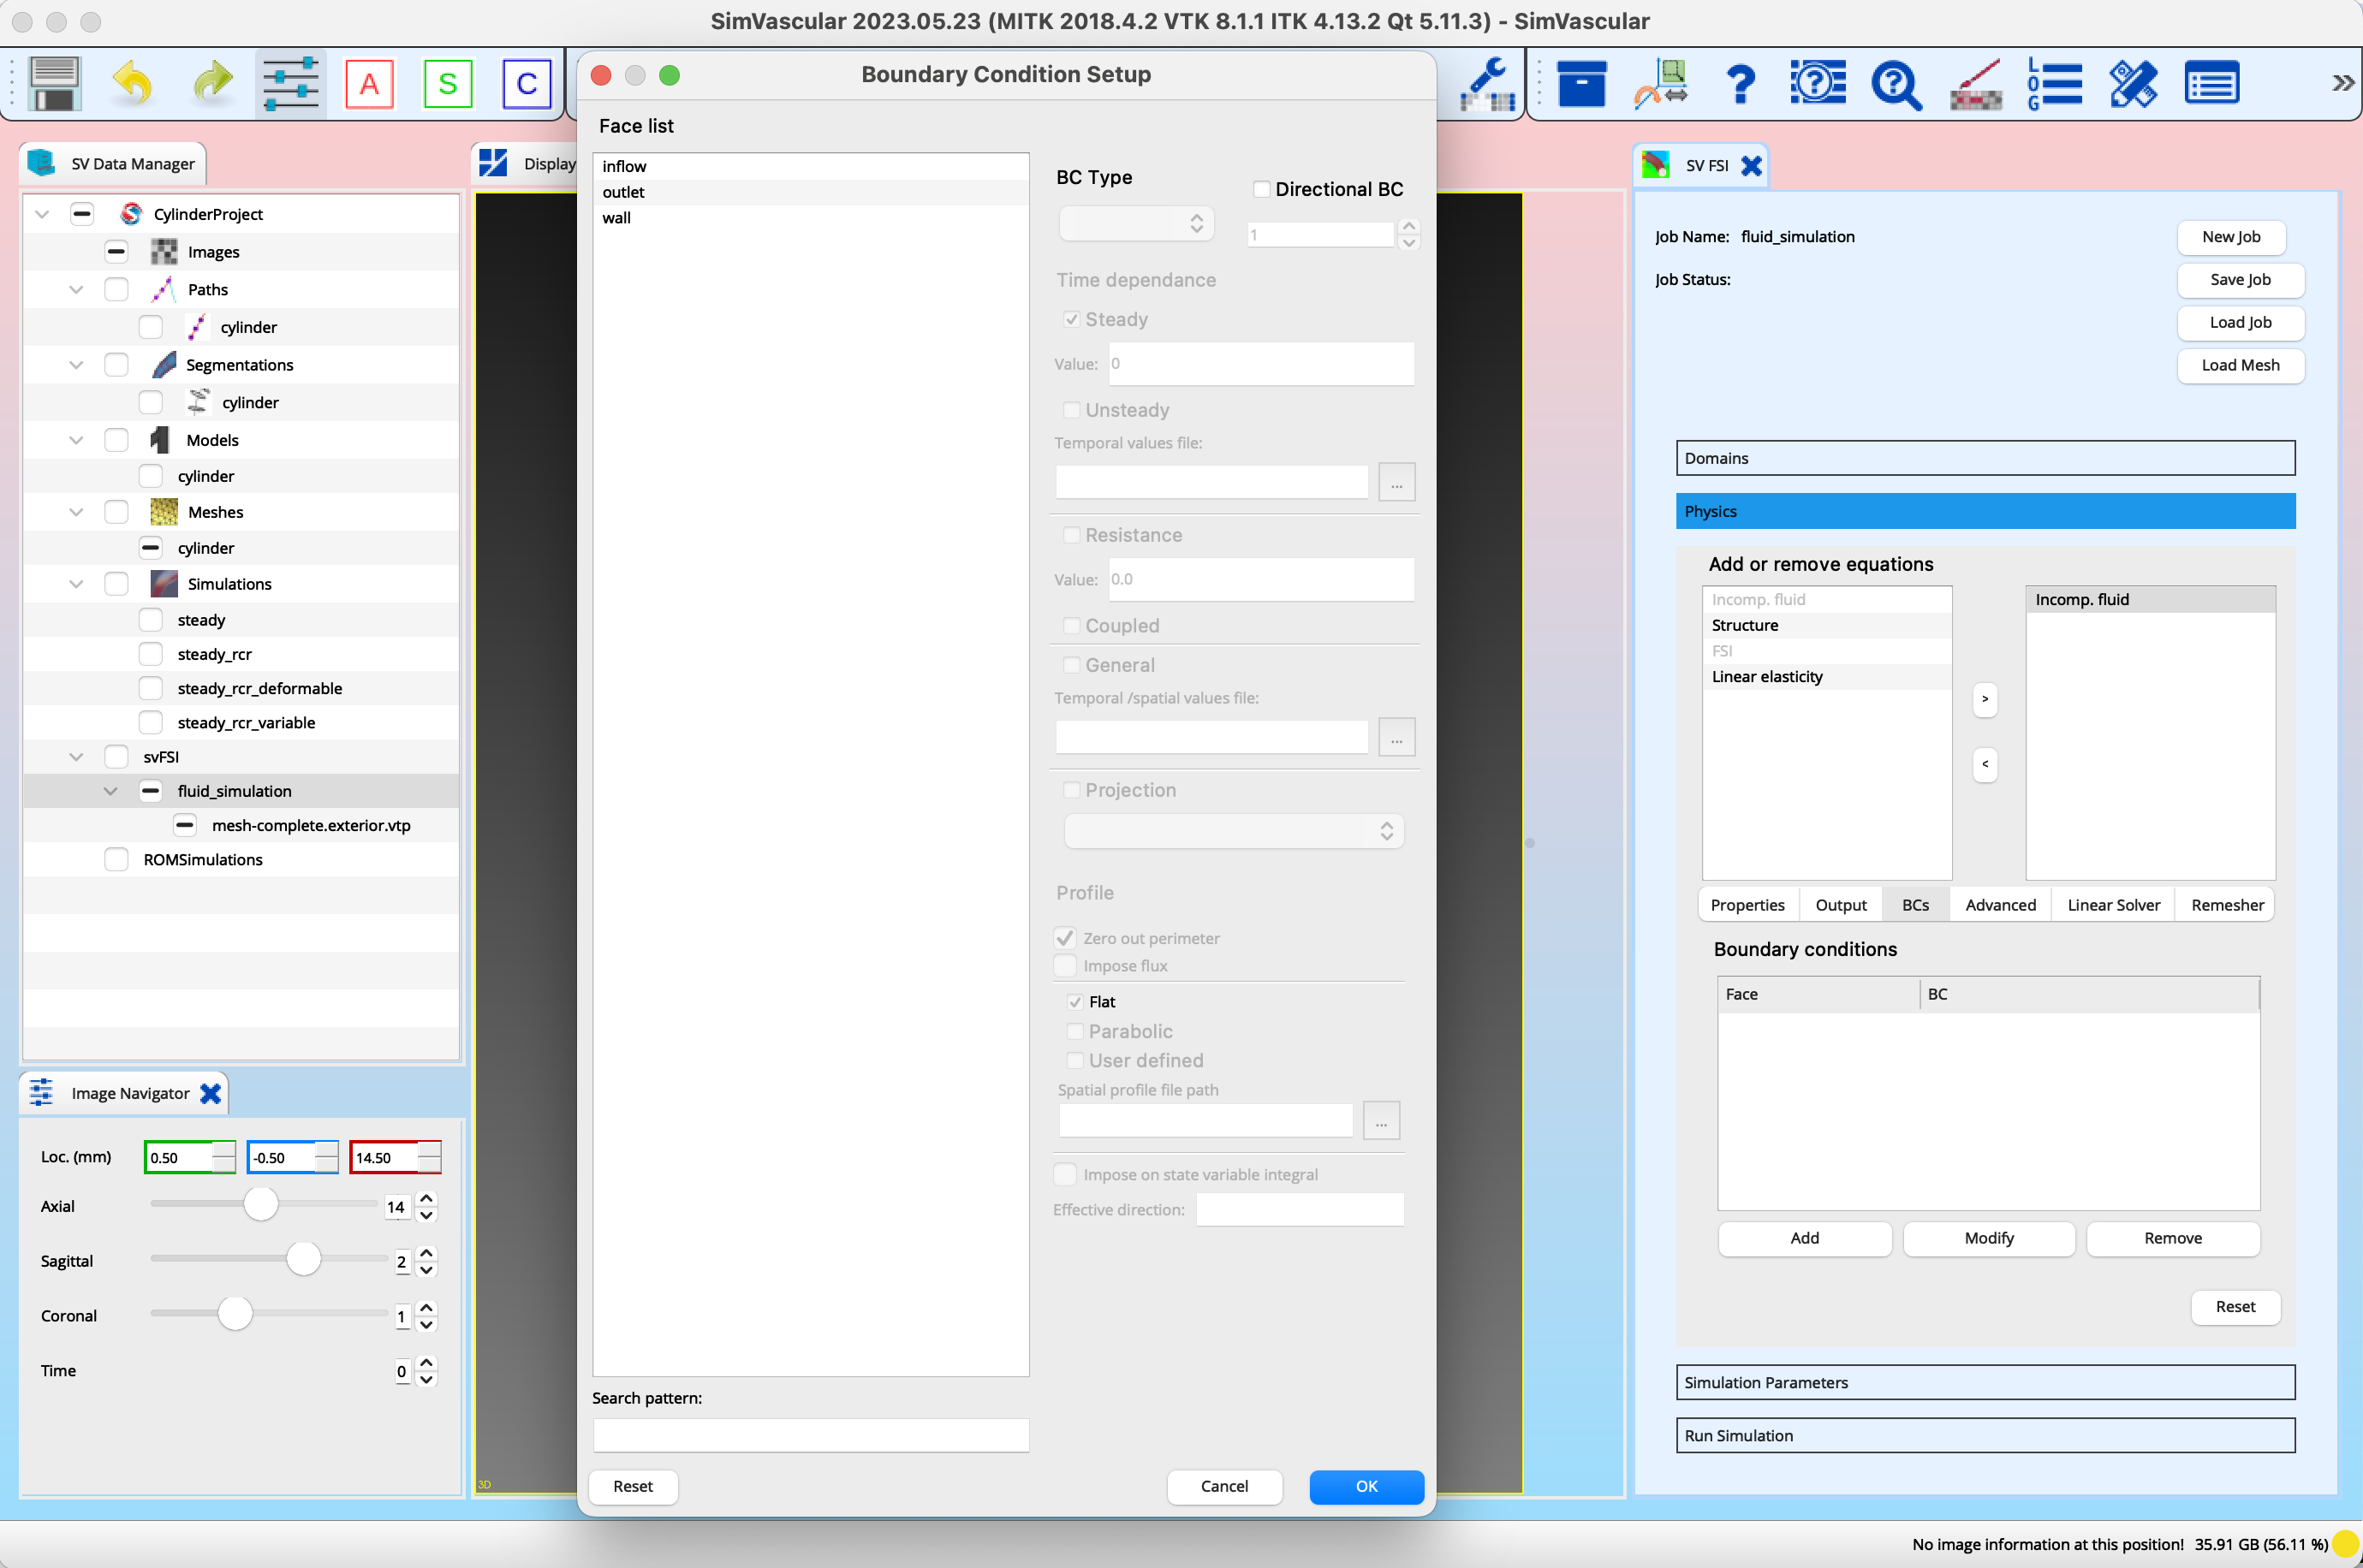 SimVascular 2023.05.23 (MITK 2018.4.2 VTK 8.1.1 ITK 4.13.2 Qt 5.11.3) - SimVascular
A
S
C
LOG
»
SV Data Manager
CylinderProject
Images
Paths
cylinder
Segmentations
cylinder
Models
cylinder
Meshes
cylinder
Simulations
steady
steady_rcr
steady_rcr_deformable
steady_rcr_variable
svFSI
fluid_simulation
mesh-complete.exterior.vtp
ROMSimulations
Image Navigator
Loc. (mm) 0.50 -0.50 14.50
Axial 14
Sagittal 2
Coronal 1
Time 0
Display
3D
Boundary Condition Setup
Face list
inflow
outlet
wall
Search pattern:
Reset
Cancel
OK
BC Type
Directional BC
1
Time dependance
Steady
Value: 0
Unsteady
Temporal values file:
...
Resistance
Value: 0.0
Coupled
General
Temporal /spatial values file:
...
Projection
Profile
Zero out perimeter
Impose flux
Flat
Parabolic
User defined
Spatial profile file path
...
Impose on state variable integral
Effective direction:
SV FSI
Job Name: fluid_simulation
Job Status:
New Job
Save Job
Load Job
Load Mesh
Domains
Physics
Add or remove equations
Incomp. fluid
Structure
FSI
Linear elasticity
>
<
Incomp. fluid
Properties Output BCs Advanced Linear Solver Remesher
Boundary conditions
Face BC
Add Modify Remove
Reset
Simulation Parameters
Run Simulation
No image information at this position! 35.91 GB (56.11 %)